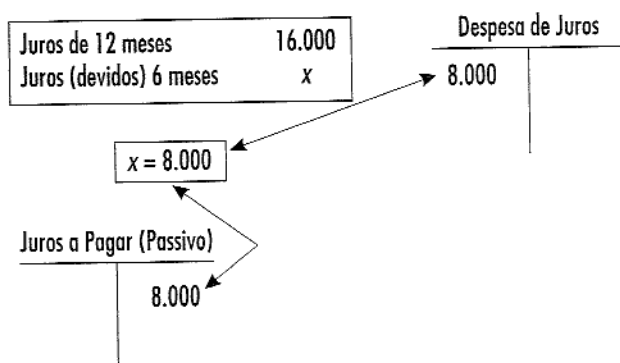 Juros de 12 meses 16.000
Juros (devidos) 6 meses x
Despesa de Juros
8.000
x = 8.000
Juros a Pagar (Passivo)
8.000